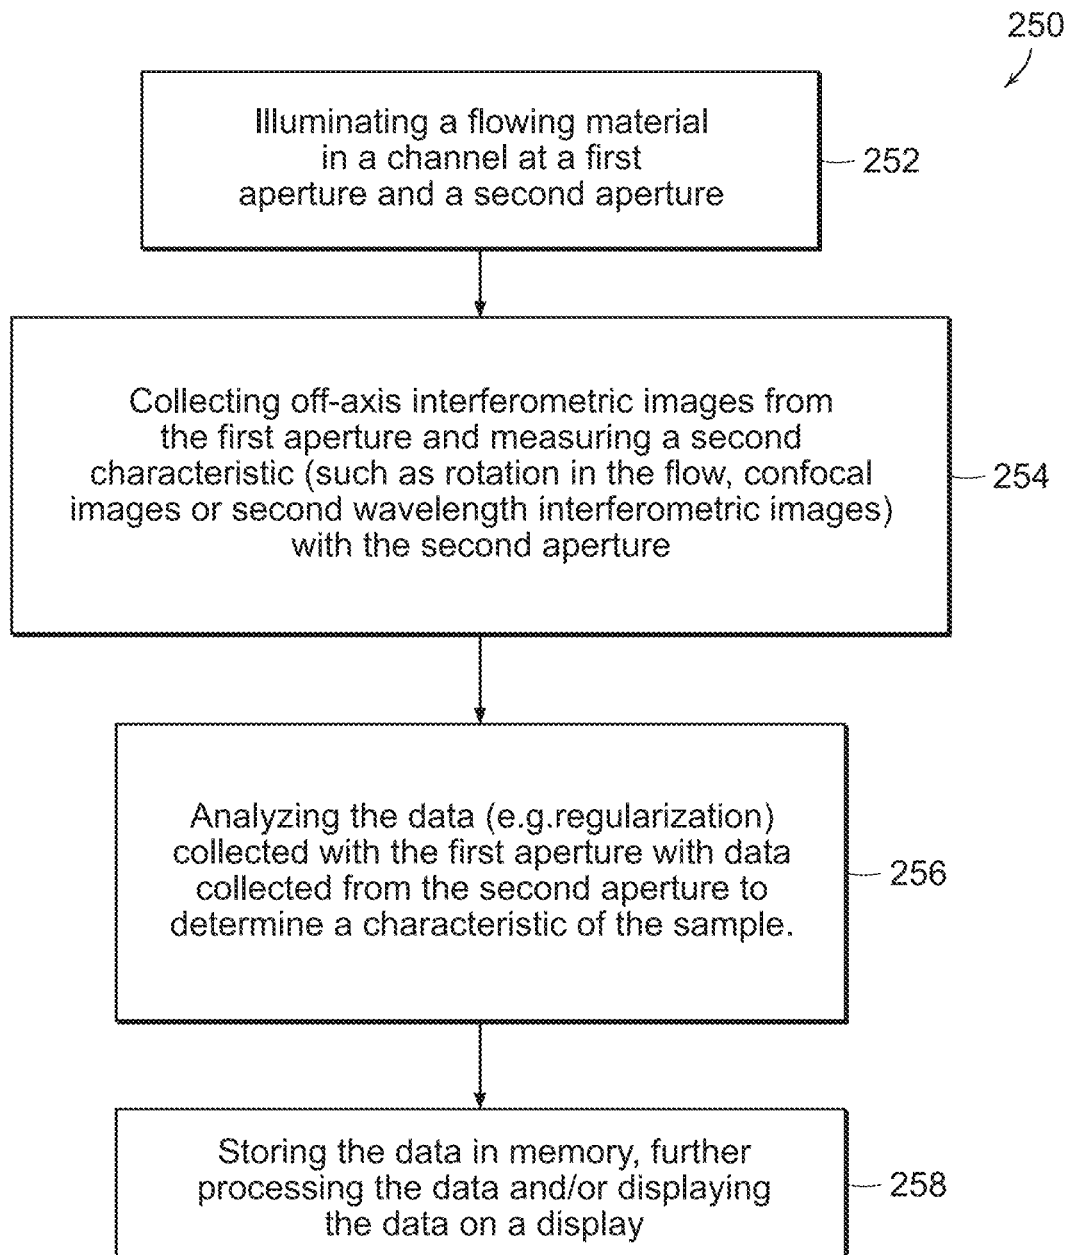 250
Illuminating a flowing material
in a channel at a first
aperture and a second aperture
252
Collecting off-axis interferometric images from
the first aperture and measuring a second
characteristic (such as rotation in the flow, confocal
images or second wavelength interferometric images)
with the second aperture
254
Analyzing the data (e.g.regularization)
collected with the first aperture with data
collected from the second aperture to
determine a characteristic of the sample.
256
Storing the data in memory, further
processing the data and/or displaying
the data on a display
258